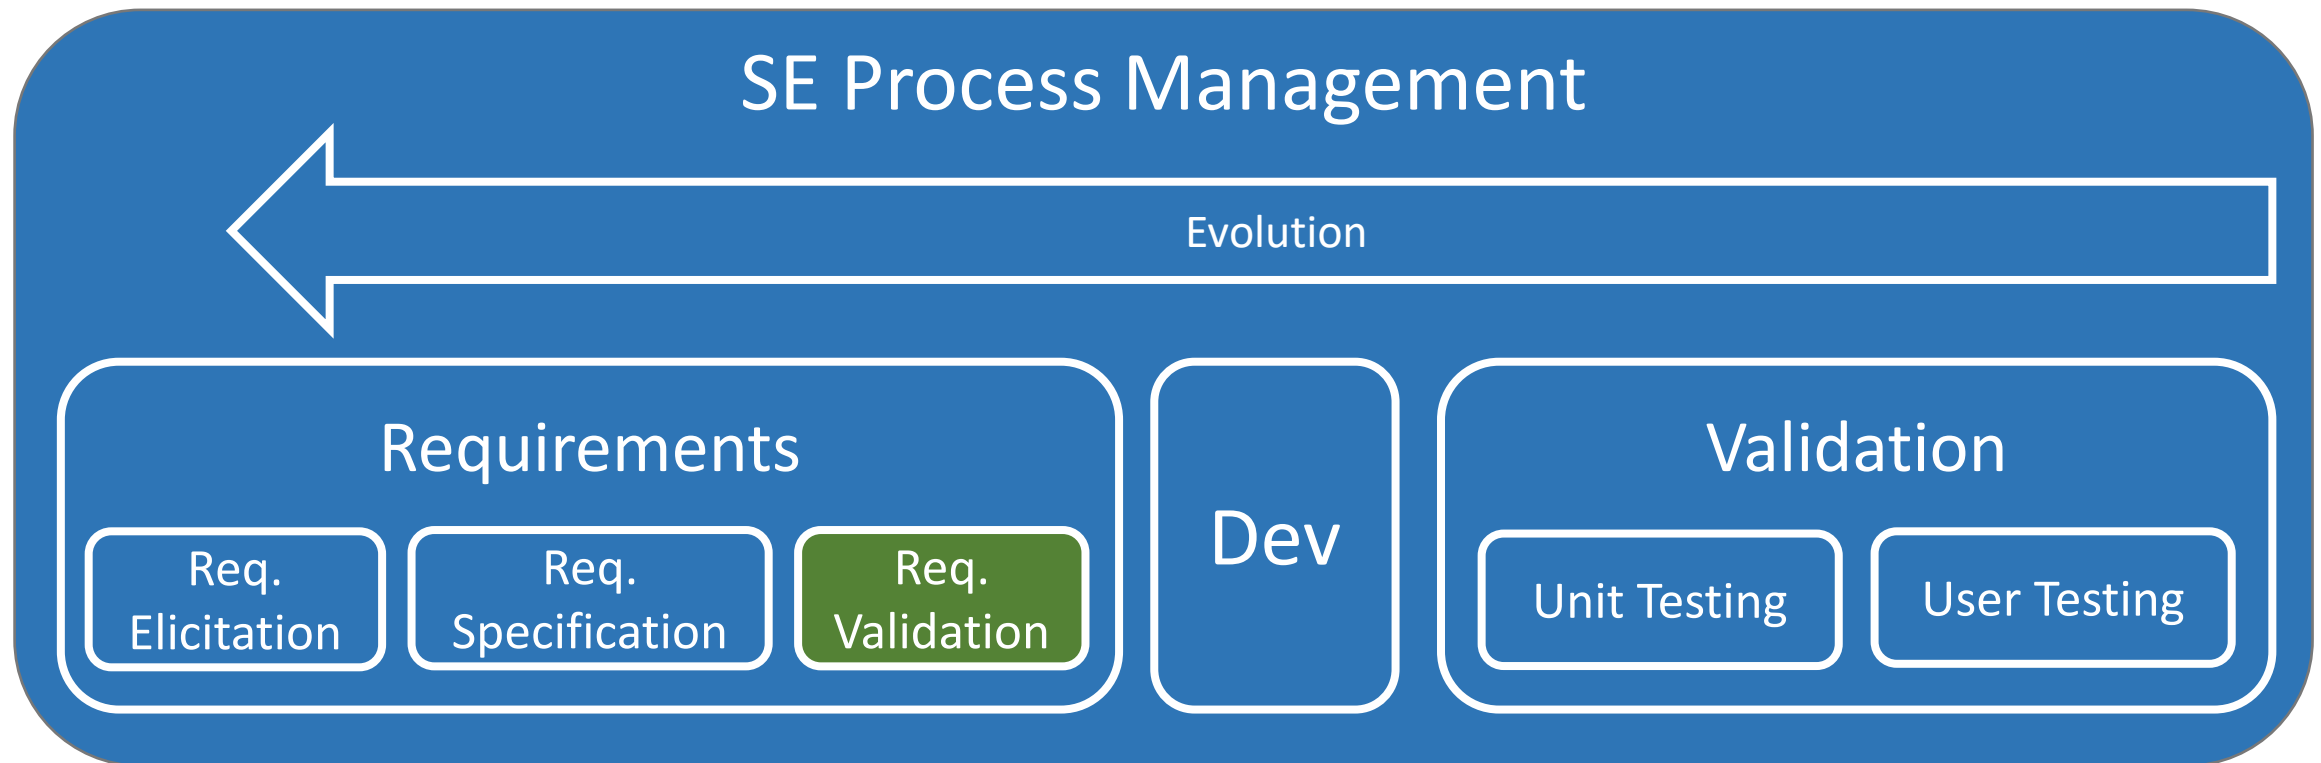 SE Process Management
Evolution
Requirements
Req.
Elicitation
Req.
Specification
Req.
Validation
Dev
Validation
Unit Testing
User Testing